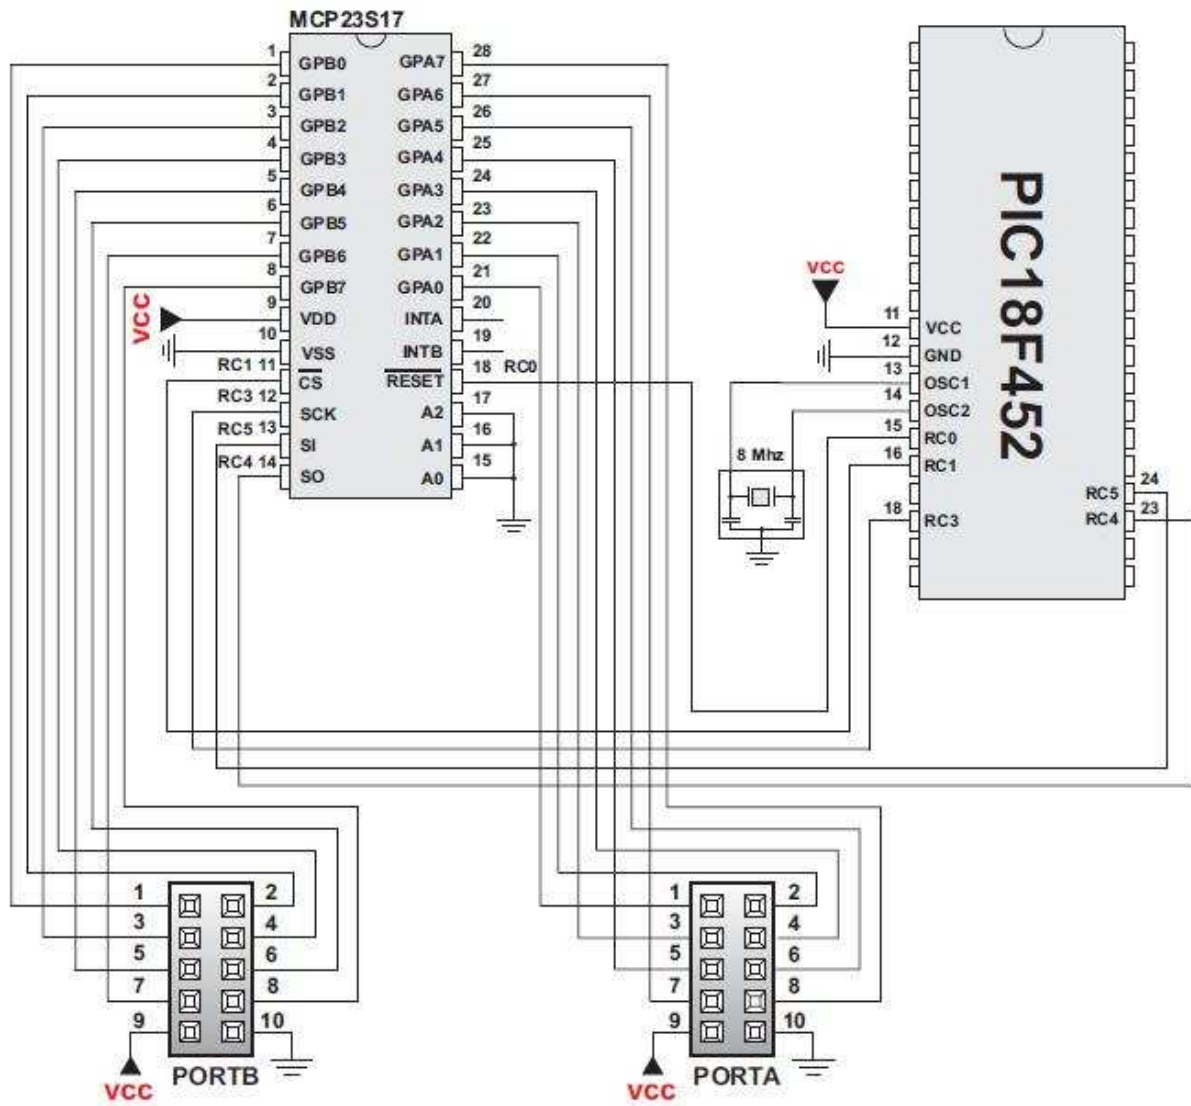 MCP23S17
1 GPB0 GPA7 28
2 GPB1 GPA6 27
3 GPB2 GPA5 26
4 GPB3 GPA4 25
5 GPB4 GPA3 24
6 GPB5 GPA2 23
7 GPB6 GPA1 22
8 GPB7 GPA0 21
VCC 9 VDD INTA 20
10 VSS INTB 19
RC1 11 CS RESET 18 RC0
RC3 12 SCK A2 17
RC5 13 SI A1 16
RC4 14 SO A0 15
8 Mhz
PIC18F452
VCC
11 VCC
12 GND
13 OSC1
14 OSC2
15 RC0
16 RC1
18 RC3
RC5 24
RC4 23
1 2
3 4
5 6
7 8
9 10
VCC
PORTB
1 2
3 4
5 6
7 8
9 10
VCC
PORTA